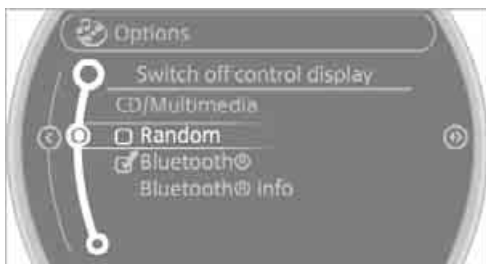 Options
Switch off control display
CD/Multimedia
Random
Bluetooth®
Bluetooth® info